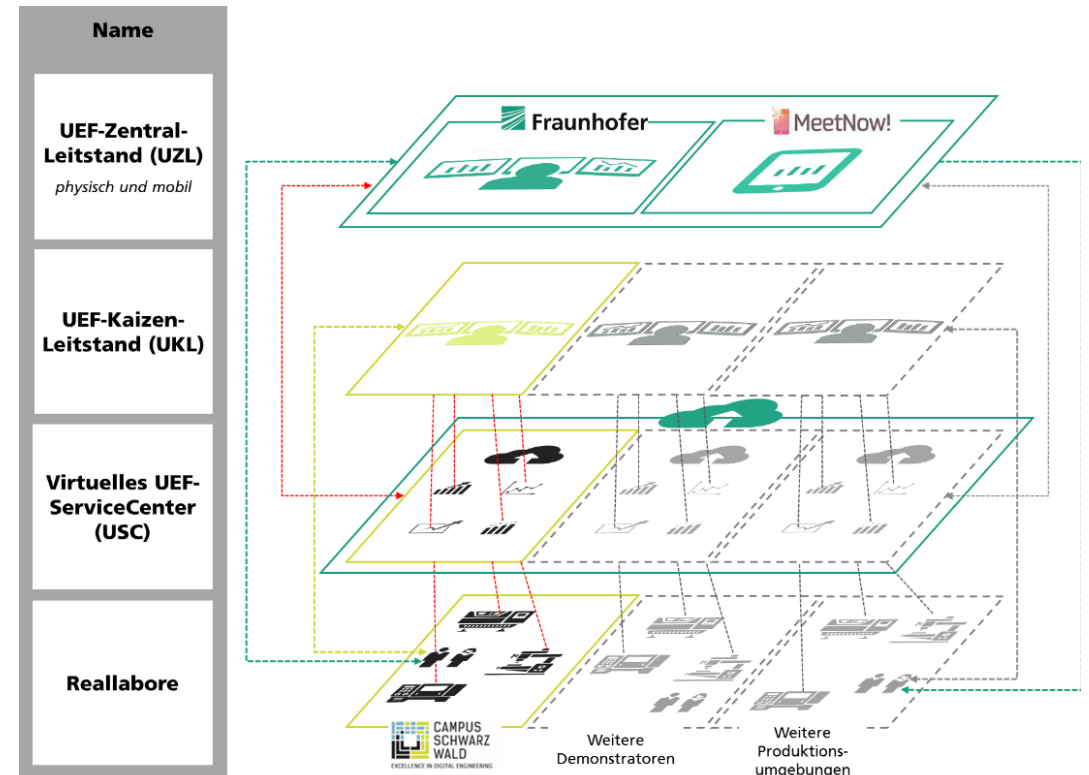 Name
UEF-Zentral-
Leitstand (UZL)
physisch und mobil
Fraunhofer
MeetNow!
UEF-Kaizen-
Leitstand (UKL)
Virtuelles UEF-
ServiceCenter
(USC)
Reallabore
CAMPUS
SCHWARZ
WALD
EXCELLENCE IN DIGITAL ENGINEERING
Weitere
Demonstratoren
Weitere
Produktions-
umgebungen